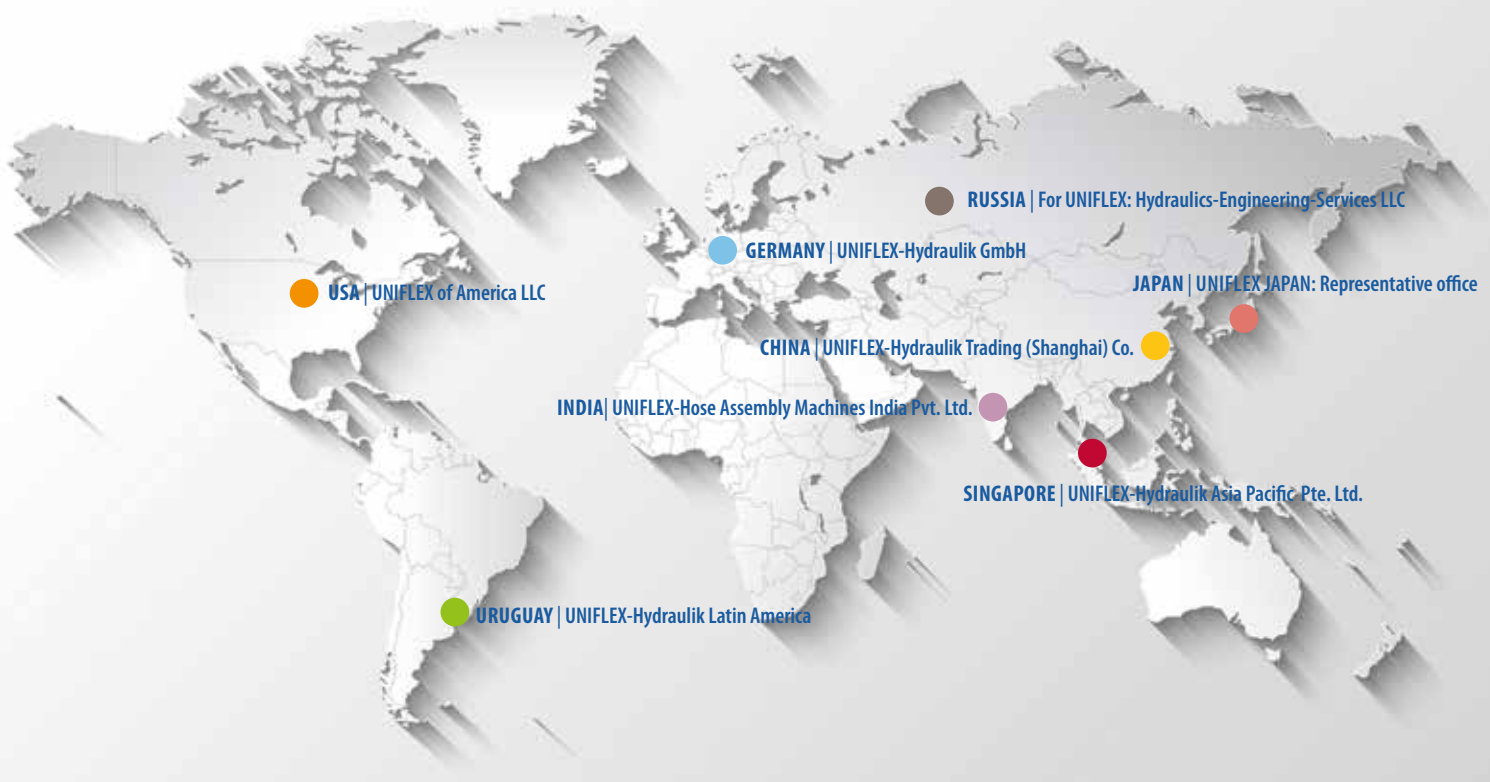 RUSSIA | For UNIFLEX: Hydraulics-Engineering-Services LLC
GERMANY | UNIFLEX-Hydraulik GmbH
JAPAN | UNIFLEX JAPAN: Representative office
USA | UNIFLEX of America LLC
CHINA | UNIFLEX-Hydraulik Trading (Shanghai) Co.
INDIA| UNIFLEX-Hose Assembly Machines India Pvt. Ltd.
SINGAPORE | UNIFLEX-Hydraulik Asia Pacific Pte. Ltd.
URUGUAY | UNIFLEX-Hydraulik Latin America